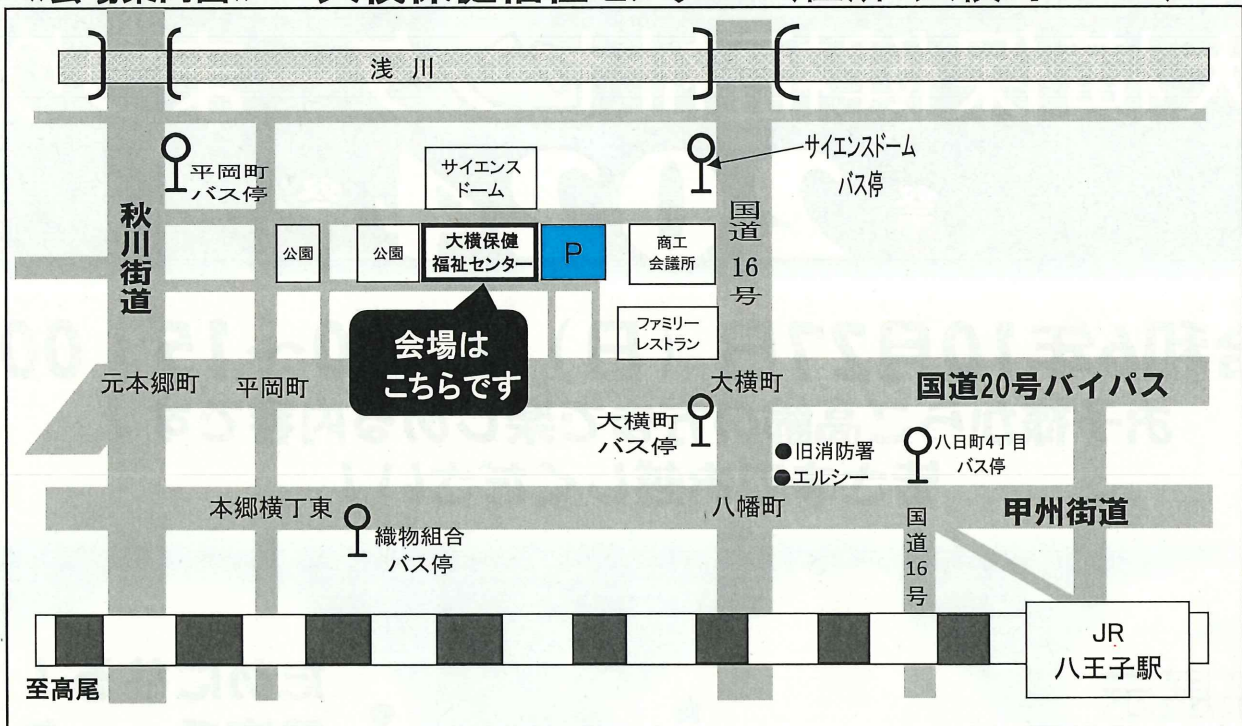 浅川
平岡町
バス停
サイエンス
ドーム
サイエンスドーム
バス停
秋川街道
国道16号
公園
公園
大横保健
福祉センター
P
商工
会議所
ファミリー
レストラン
会場は
こちらです
元本郷町
平岡町
大横町
国道20号バイパス
大横町
バス停
●旧消防署
●エルシー
八日町4丁目
バス停
本郷横丁東
八幡町
甲州街道
織物組合
バス停
国道16号
JR
八王子駅
至高尾